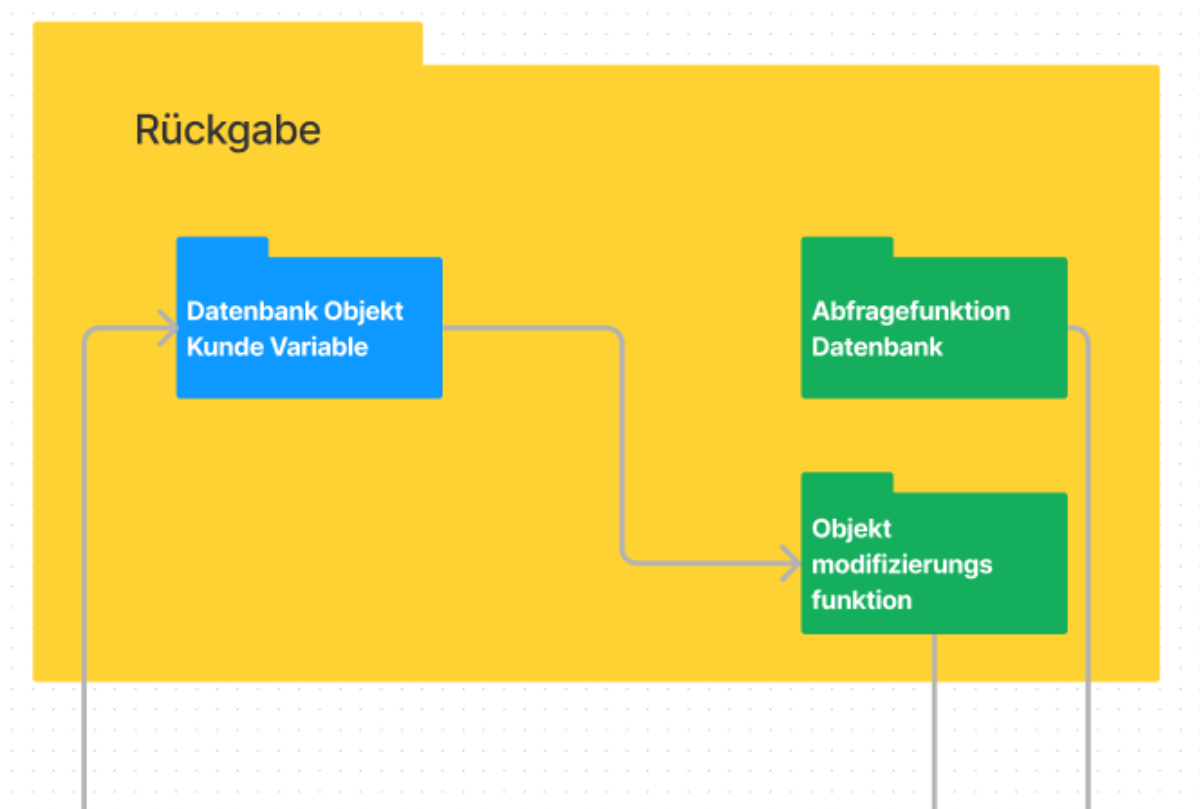 Rückgabe
Datenbank Objekt
Kunde Variable
Abfragefunktion
Datenbank
Objekt
modifizierungs
funktion